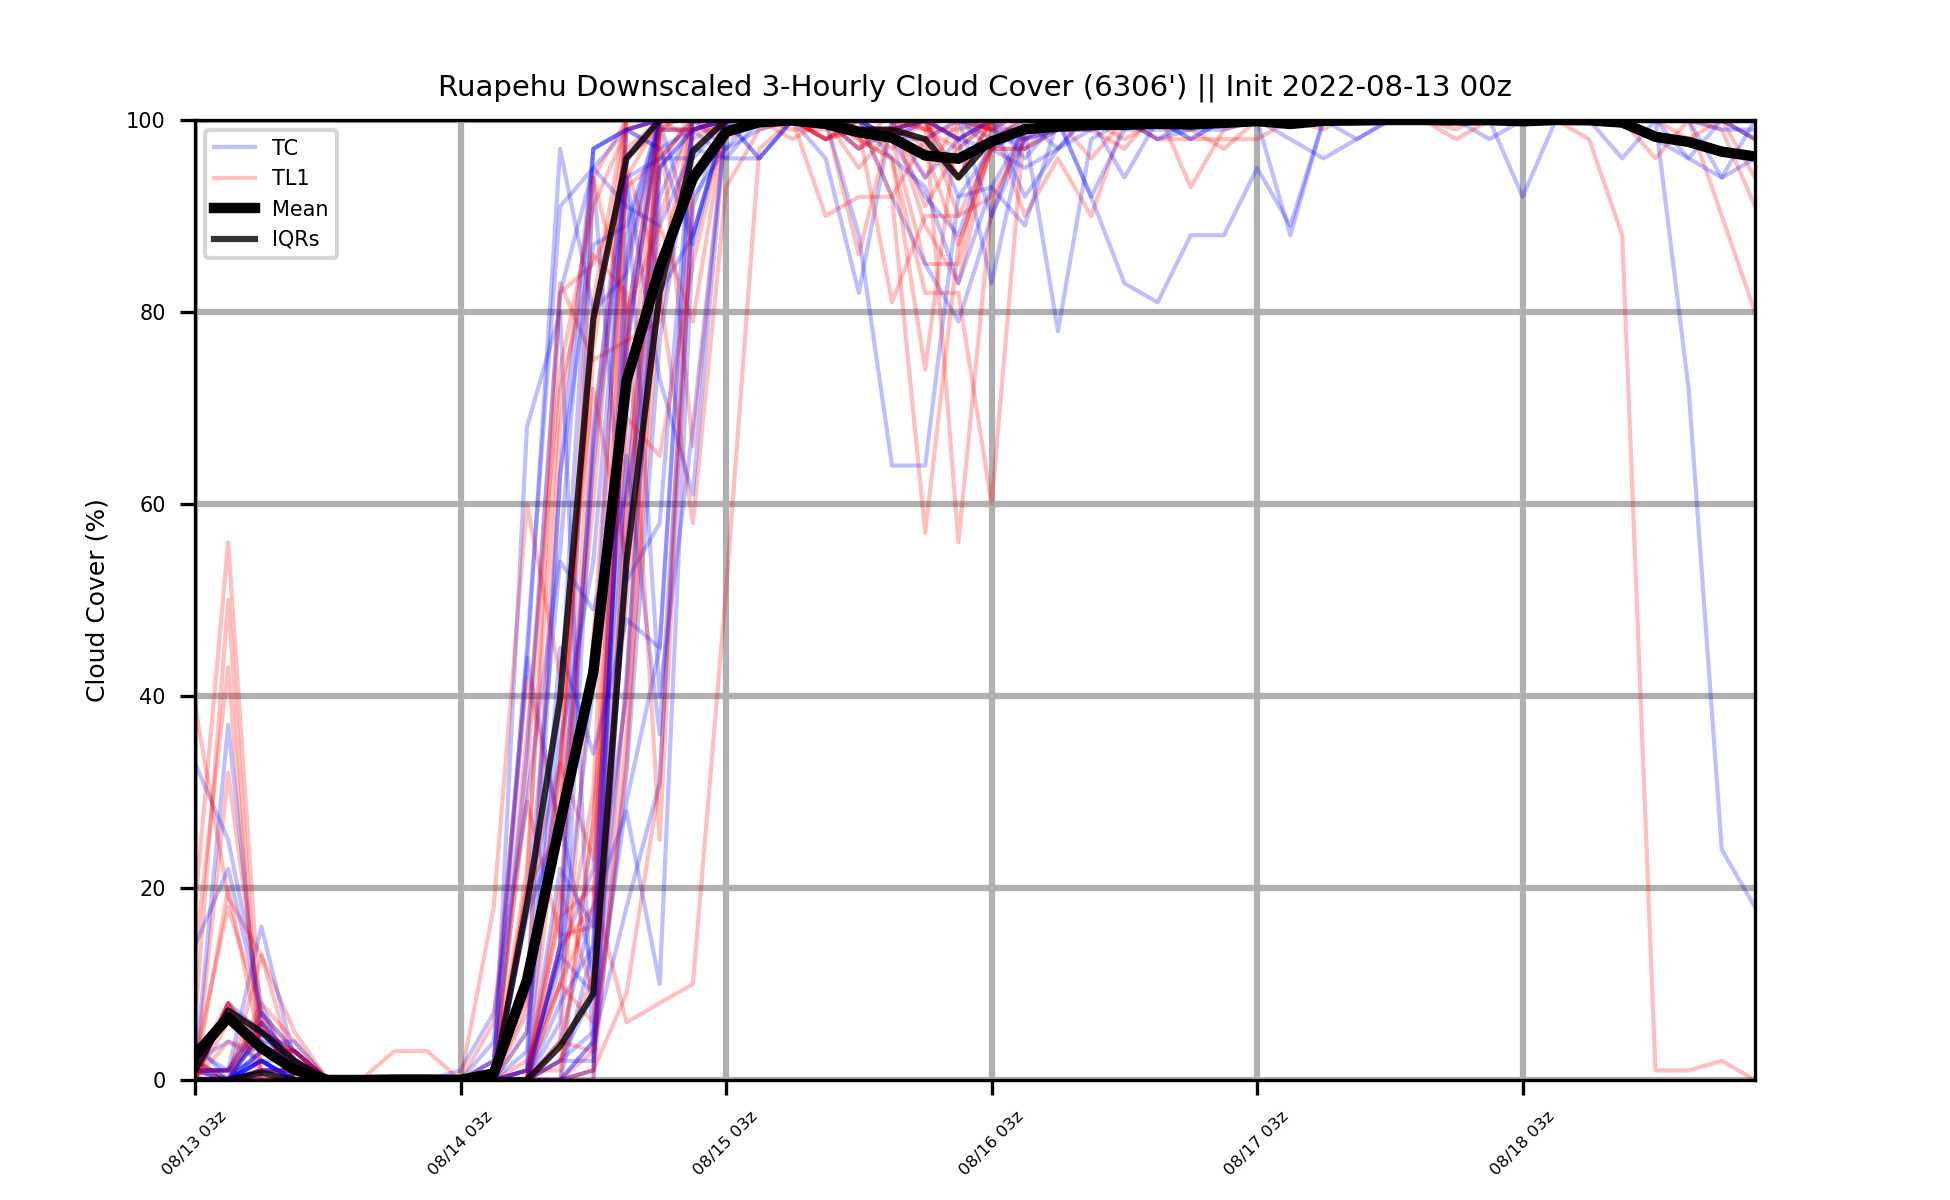 Ruapehu Downscaled 3-Hourly Cloud Cover (6306') || Init 2022-08-13 00z
TC
TL1
Mean
IQRs
Cloud Cover (%)
100
80
60
40
20
0
08/13 03z
08/14 03z
08/15 03z
08/16 03z
08/17 03z
08/18 03z